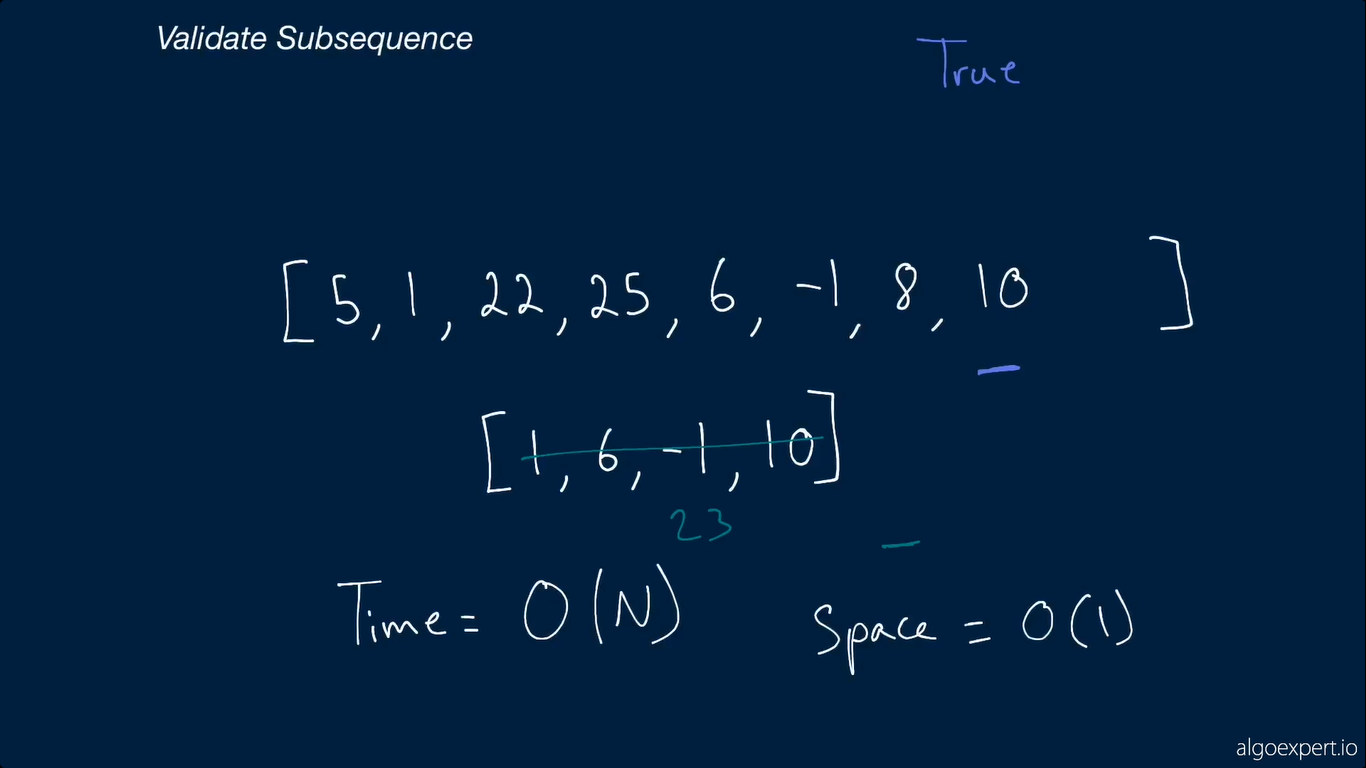 Validate Subsequence
True
[5, 1, 22, 25, 6, -1, 8, 10 ]
[1, 6, -1, 10]
23
Time = O(N) Space = O(1)
algoexpert.io